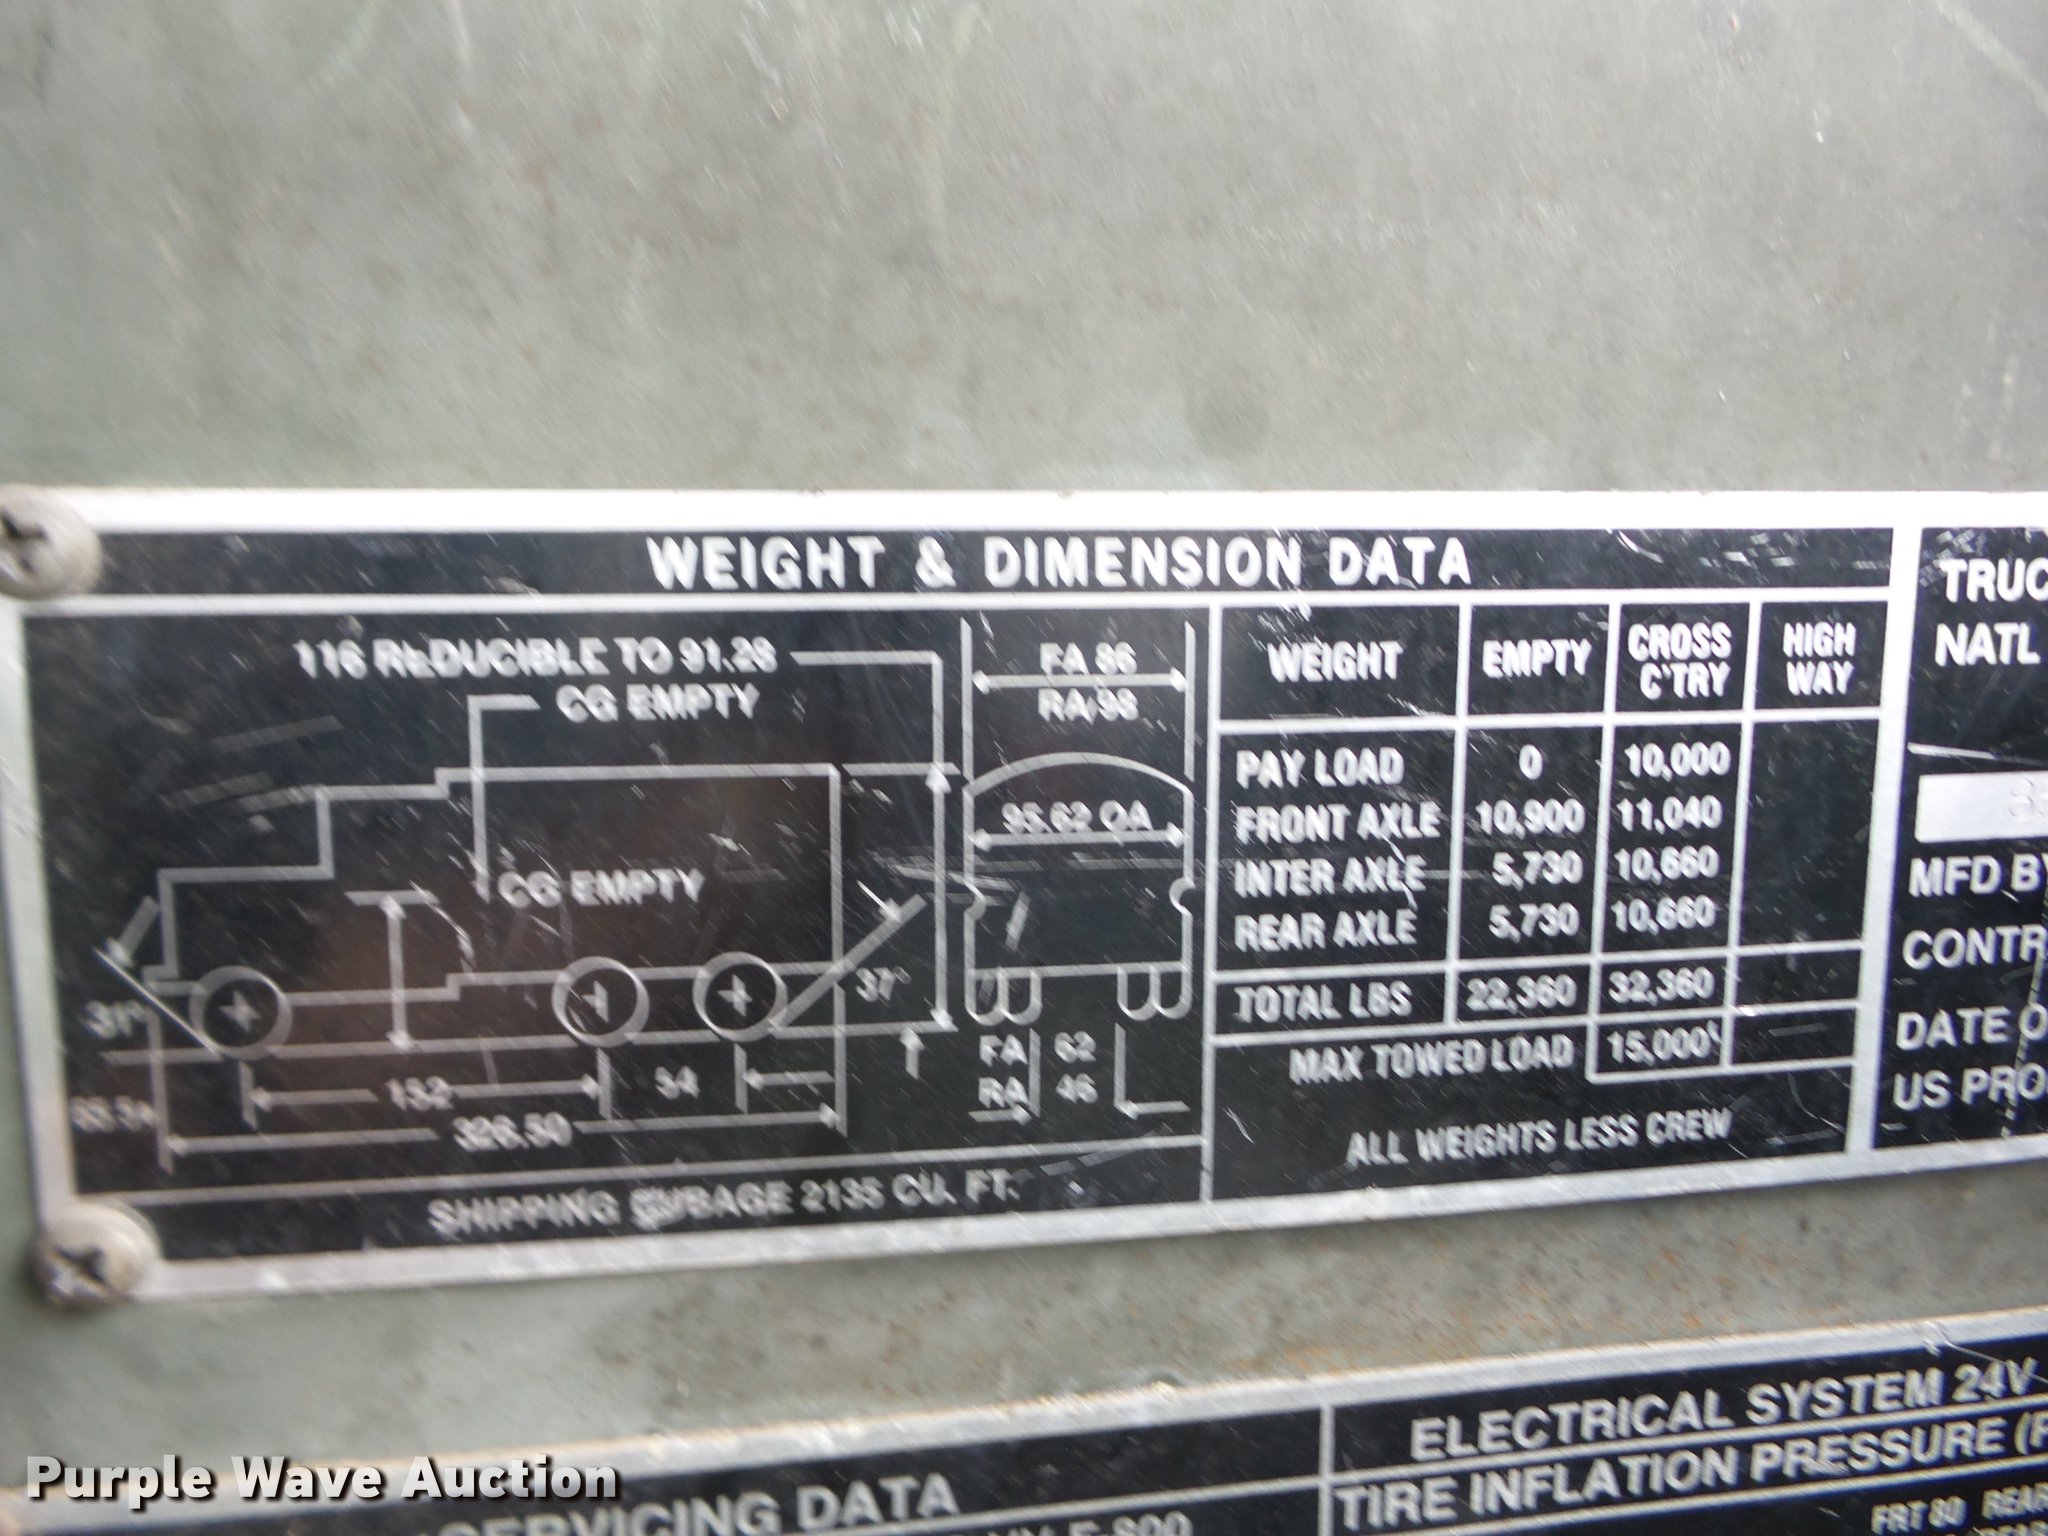 WEIGHT & DIMENSION DATA
116 REDUCIBLE TO 91.28
CG EMPTY
CG EMPTY
31°
37°
152
54
326.50
SHIPPING CUBAGE 2135 CU. FT.
FA 86
RA 98
95.62 OA
FA 62
RA 46
WEIGHT EMPTY CROSS C'TRY HIGH WAY
PAY LOAD 0 10,000
FRONT AXLE 10,900 11,040
INTER AXLE 5,730 10,660
REAR AXLE 5,730 10,660
TOTAL LBS 22,360 32,360
MAX TOWED LOAD 15,000
ALL WEIGHTS LESS CREW
TRUC
NATL
MFD BY
CONTR
DATE O
US PRO
SERVICING DATA
ELECTRICAL SYSTEM 24V
TIRE INFLATION PRESSURE (P
FRT 80 REAR
Purple Wave Auction